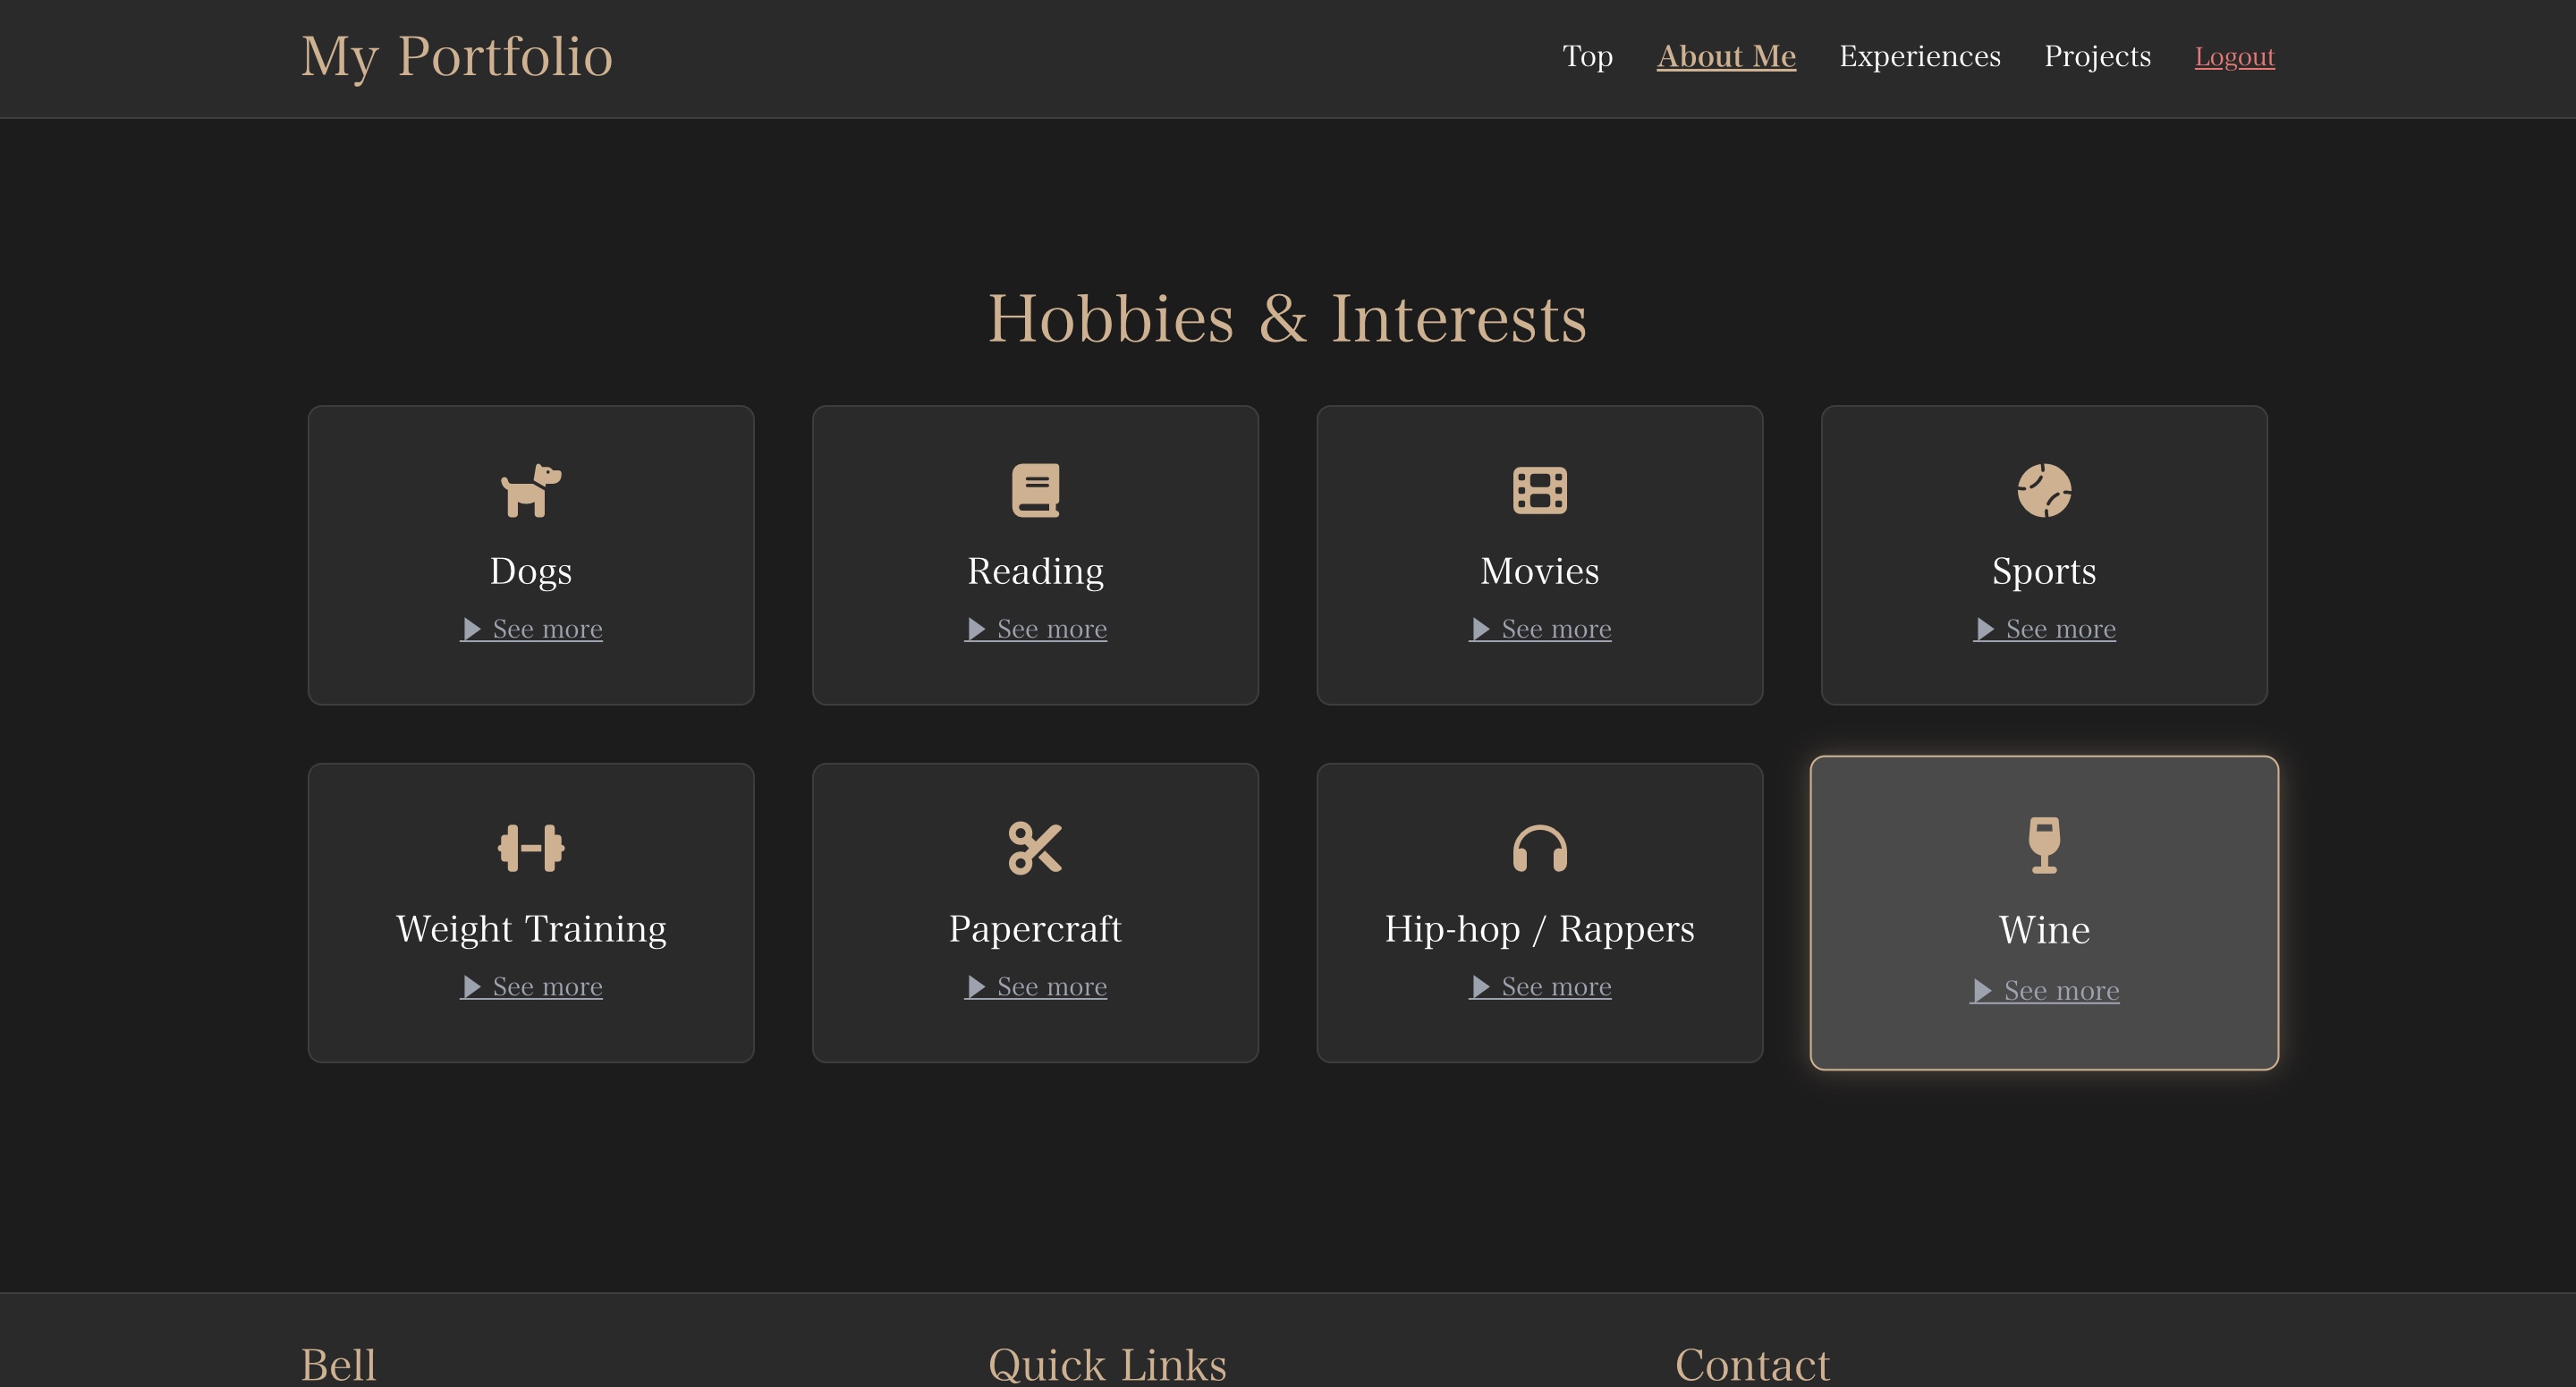 My Portfolio
Top About Me Experiences Projects Logout
Hobbies & Interests
Dogs Reading Movies Sports
▶ See more ▶ See more ▶ See more ▶ See more
Weight Training Papercraft Hip-hop / Rappers Wine
▶ See more ▶ See more ▶ See more ▶ See more
Bell Quick Links Contact